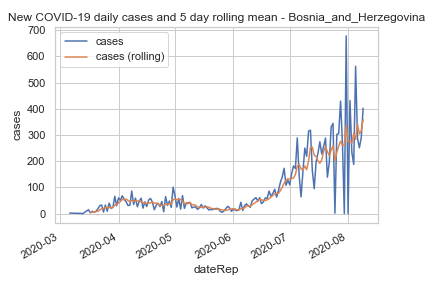 New COVID-19 daily cases and 5 day rolling mean - Bosnia_and_Herzegovina
cases
cases (rolling)
700
600
500
400
300
200
100
0
cases
2020-03
2020-04
2020-05
2020-06
2020-07
2020-08
dateRep